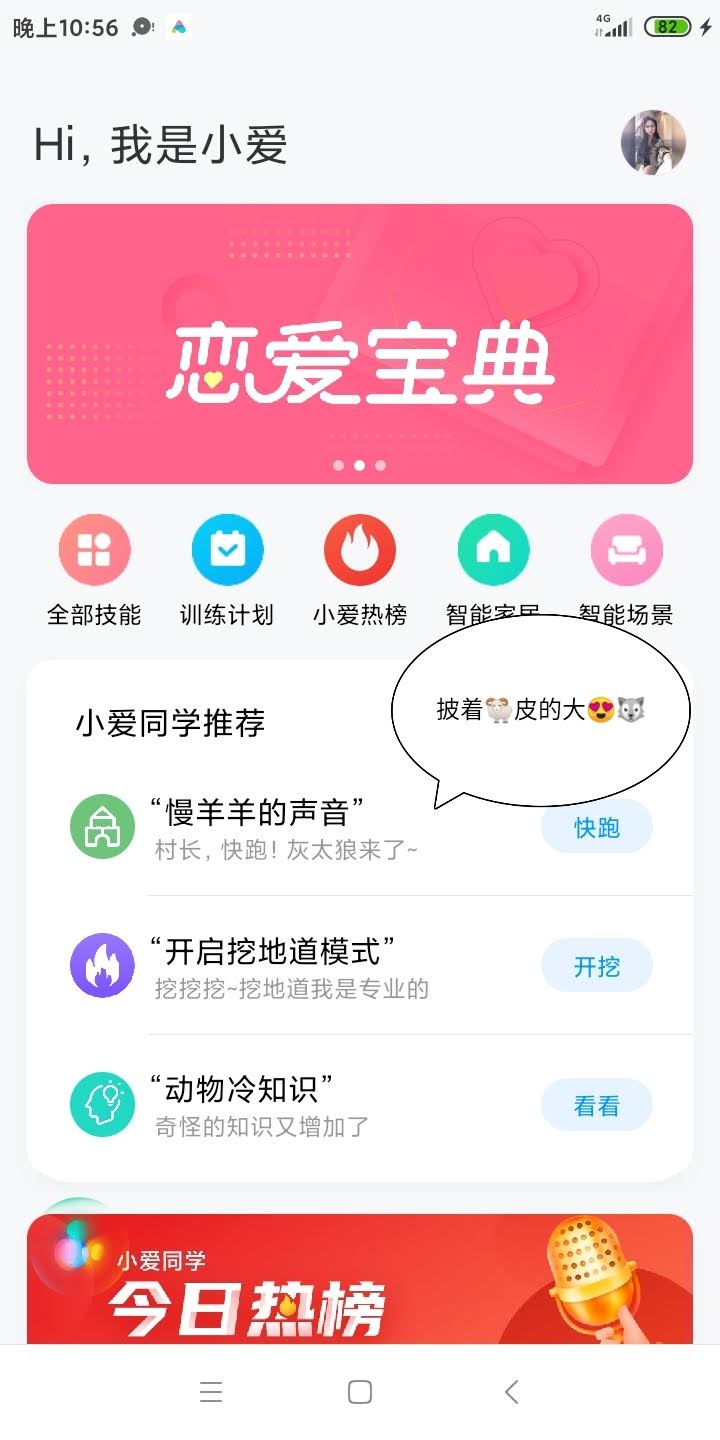 晚上10:56
4G
82
Hi, 我是小爱
恋爱宝典
全部技能 训练计划 小爱热榜 智能家居 智能场景
披着🐏皮的大😍🐺
小爱同学推荐
“慢羊羊的声音”
村长, 快跑! 灰太狼来了~
快跑
“开启挖地道模式”
挖挖挖~挖地道我是专业的
开挖
“动物冷知识”
奇怪的知识又增加了
看看
小爱同学
今日热榜